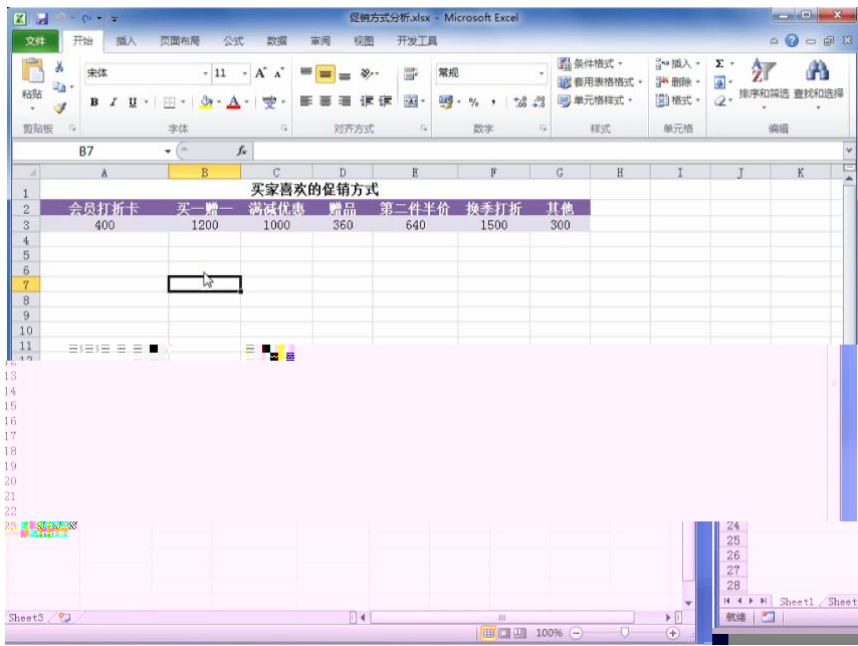 促销方式分析.xlsx - Microsoft Excel
文件 开始 插入 页面布局 公式 数据 审阅 视图 开发工具
宋体 11 A A 常规 条件格式 插入 Σ
粘贴 套用表格格式 删除 排序和筛选 查找和选择
B I U A 变 % , 单元格样式 格式
剪贴板 字体 对齐方式 数字 样式 单元格 编辑
B7 fx
A B C D E F G H I J K
1 买家喜欢的促销方式
2 会员打折卡 买一赠一 满减优惠 赠品 第二件半价 换季打折 其他
3 400 1200 1000 360 640 1500 300
4
5
6
7
8
9
10
11
12
13
14
15
16
17
18
19
20
21
22
23
24
25
26
27
28
Sheet1 Sheet
Sheet3
就绪
100%